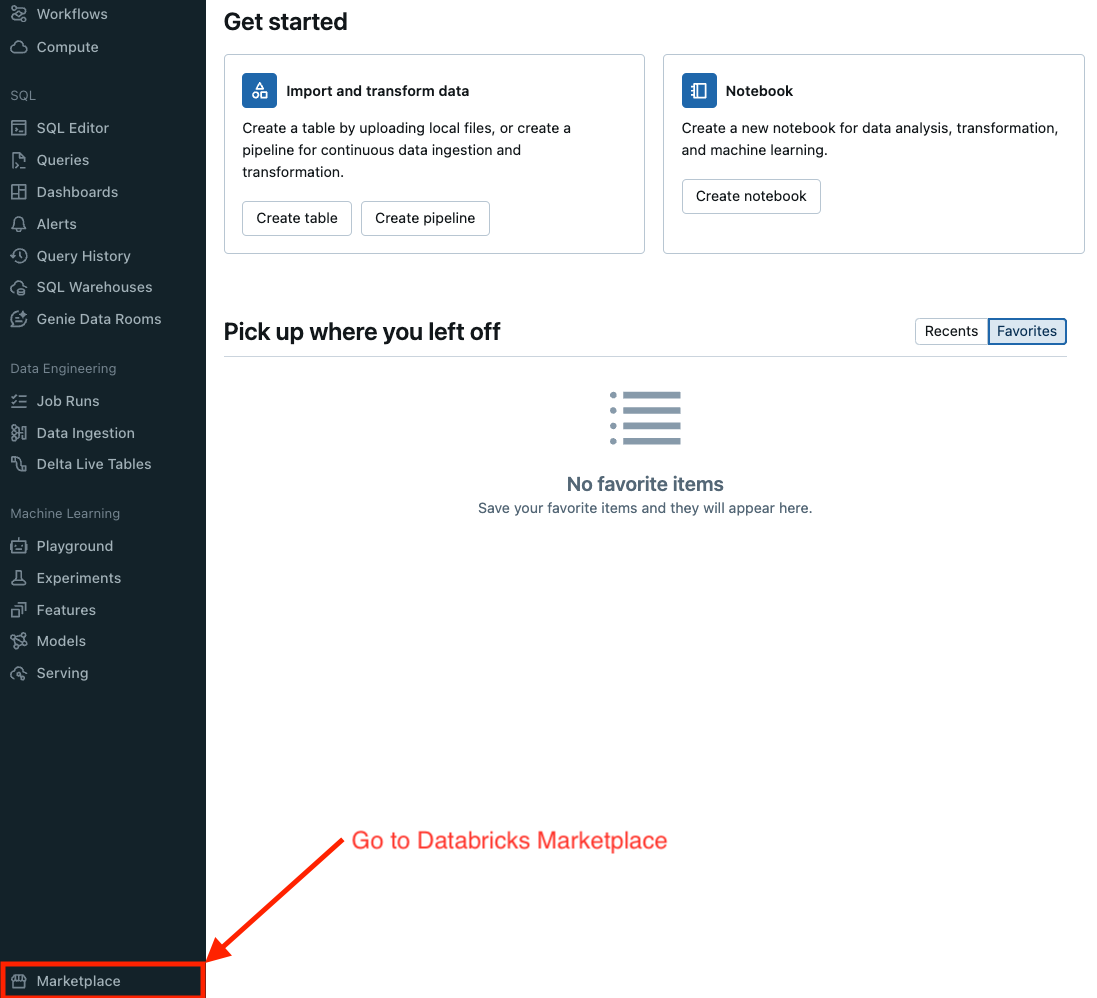 Workflows
Compute
SQL
SQL Editor
Queries
Dashboards
Alerts
Query History
SQL Warehouses
Genie Data Rooms
Data Engineering
Job Runs
Data Ingestion
Delta Live Tables
Machine Learning
Playground
Experiments
Features
Models
Serving
Marketplace
Get started
Import and transform data
Create a table by uploading local files, or create a
pipeline for continuous data ingestion and
transformation.
Create table
Create pipeline
Notebook
Create a new notebook for data analysis, transformation,
and machine learning.
Create notebook
Pick up where you left off
Recents
Favorites
No favorite items
Save your favorite items and they will appear here.
Go to Databricks Marketplace